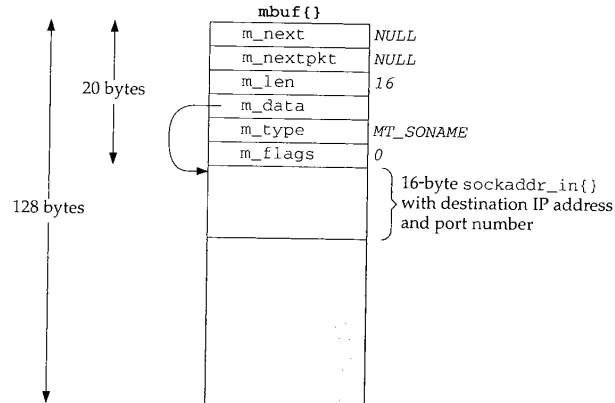 mbuf{}
m_next NULL
m_nextpkt NULL
m_len 16
20 bytes
m_data
m_type MT_SONAME
m_flags 0
16-byte sockaddr_in{}
with destination IP address
and port number
128 bytes